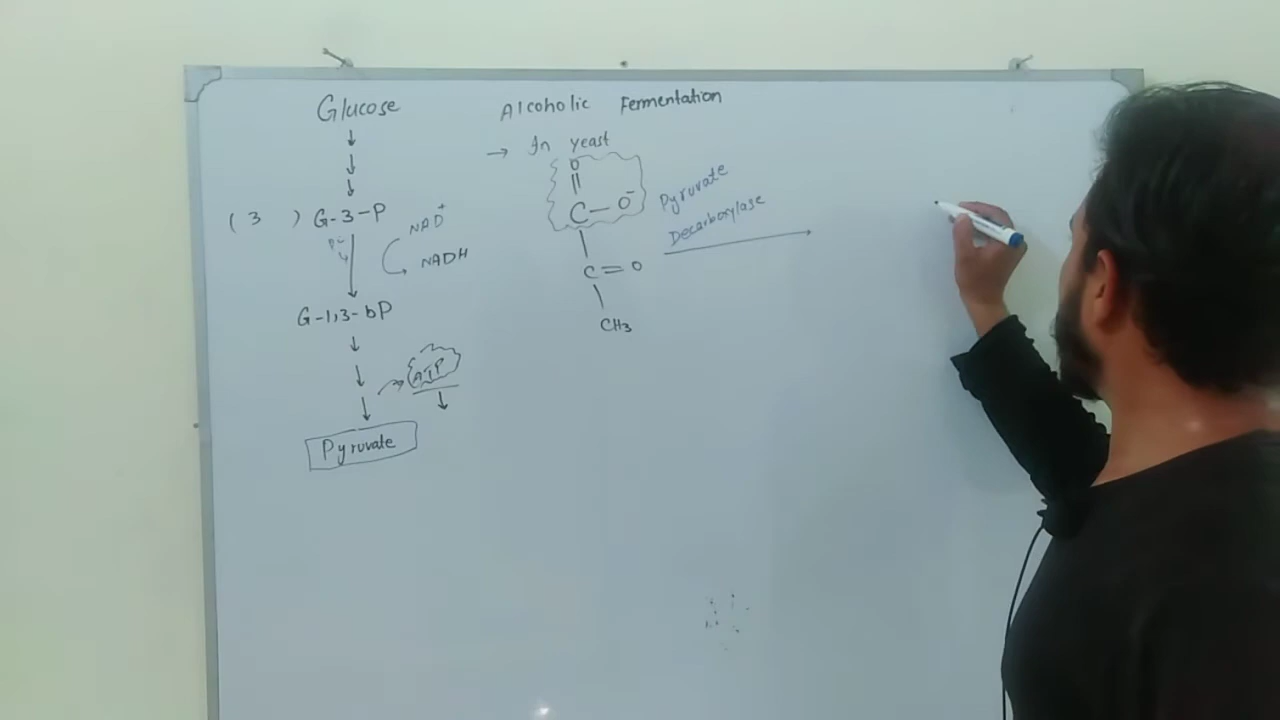 Glucose
(3 ) G-3-P
NAD+
NADH
G-1,3-bP
ATP
Pyruvate
Alcoholic Fermentation
→ In yeast
O
||
C—O-
|
C=O
|
CH3
Pyruvate
Decarboxylase